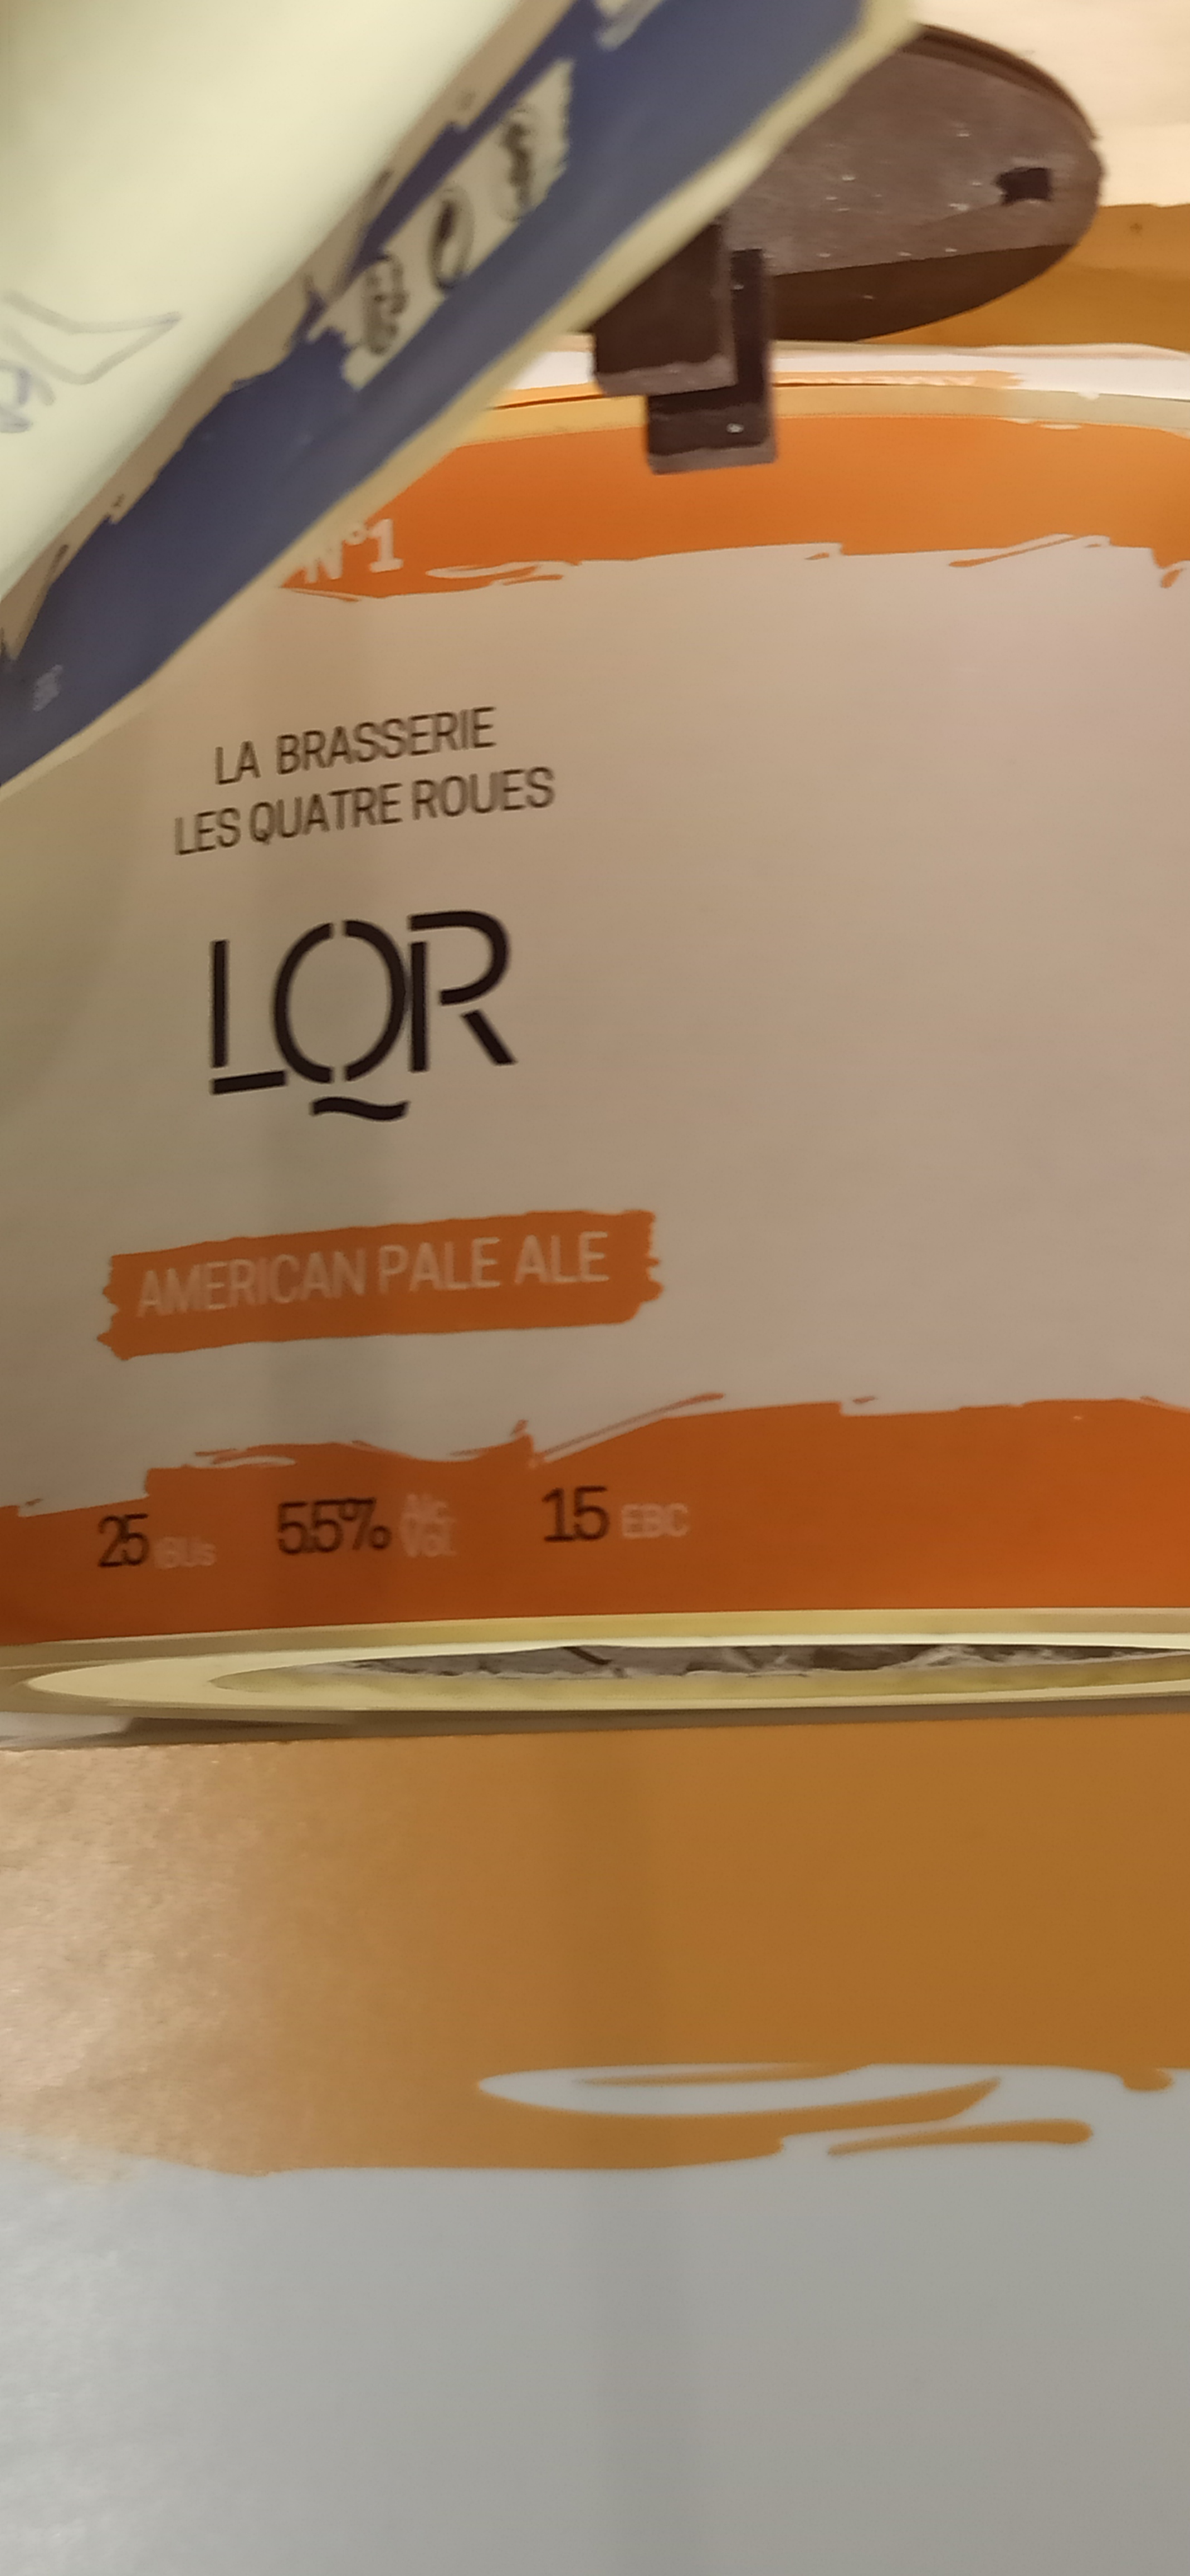 N°1
LA BRASSERIE
LES QUATRE ROUES
LQR
AMERICAN PALE ALE
25 IBUs 5.5% Alc. Vol. 15 EBC